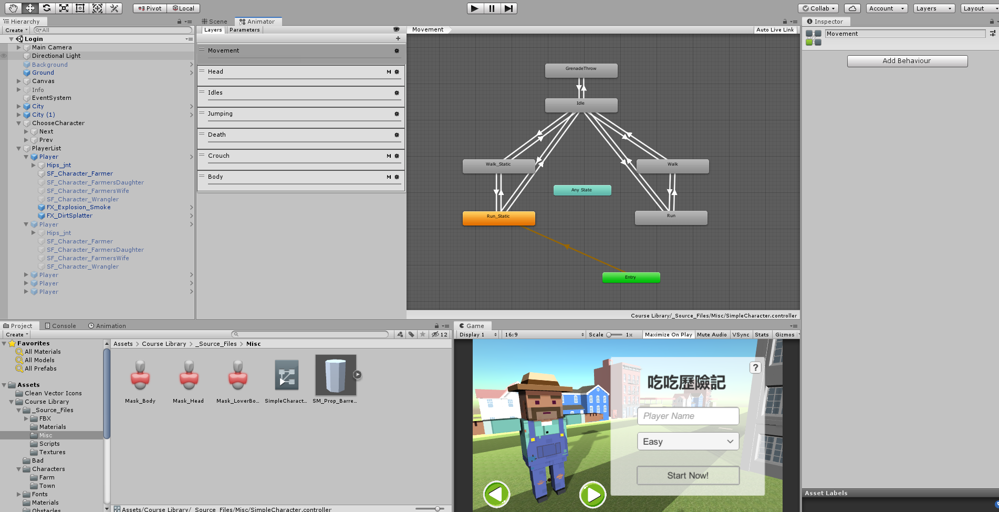 Pivot Local Collab Account Layers Layout
Hierarchy
Create All
Login
Main Camera
Directional Light
Background
Ground
Canvas
Info
EventSystem
City
City (1)
ChooseCharacter
Next
Prev
PlayerList
Player
Hips_jnt
SF_Character_Farmer
SF_Character_FarmersDaughter
SF_Character_FarmersWife
SF_Character_Wrangler
FX_Explosion_Smoke
FX_DirtSplatter
Player
Hips_jnt
SF_Character_Farmer
SF_Character_FarmersDaughter
SF_Character_FarmersWife
SF_Character_Wrangler
Player
Player
Player
Scene Animator
Layers Parameters
Movement
Head M
Idles
Jumping
Death
Crouch M
Body M
Movement Auto Live Link
GrenadeThrow
Idle
Walk_Static Walk
Any State
Run_Static Run
Entry
Course Library/_Source_Files/Misc/SimpleCharacter.controller
Inspector
Movement
Add Behaviour
Asset Labels
Project Console Animation
Create 12
Favorites
All Materials
All Models
All Prefabs
Assets
Clean Vector Icons
Course Library
_Source_Files
FBX
Materials
Misc
Scripts
Textures
Bad
Characters
Farm
Town
Fonts
Materials
Obstacles
Assets > Course Library > _Source_Files > Misc
Mask_Body Mask_Head Mask_LowerBo... SimpleCharact... SM_Prop_Barre...
Assets/Course Library/_Source_Files/Misc/SimpleCharacter.controller
Game
Display 1 16:9 Scale 1x Maximize On Play Mute Audio VSync Stats Gizmos
?
吃吃歷險記
Player Name
Easy
Start Now!